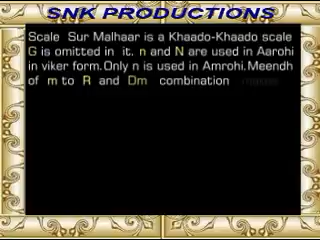 SNK PRODUCTIONS
Scale Sur Malhaar is a Khaado-Khaado scale
G is omitted in it. n and N are used in Aarohi
in viker form. Only n is used in Amrohi. Meendh
of m to R and Dm combination